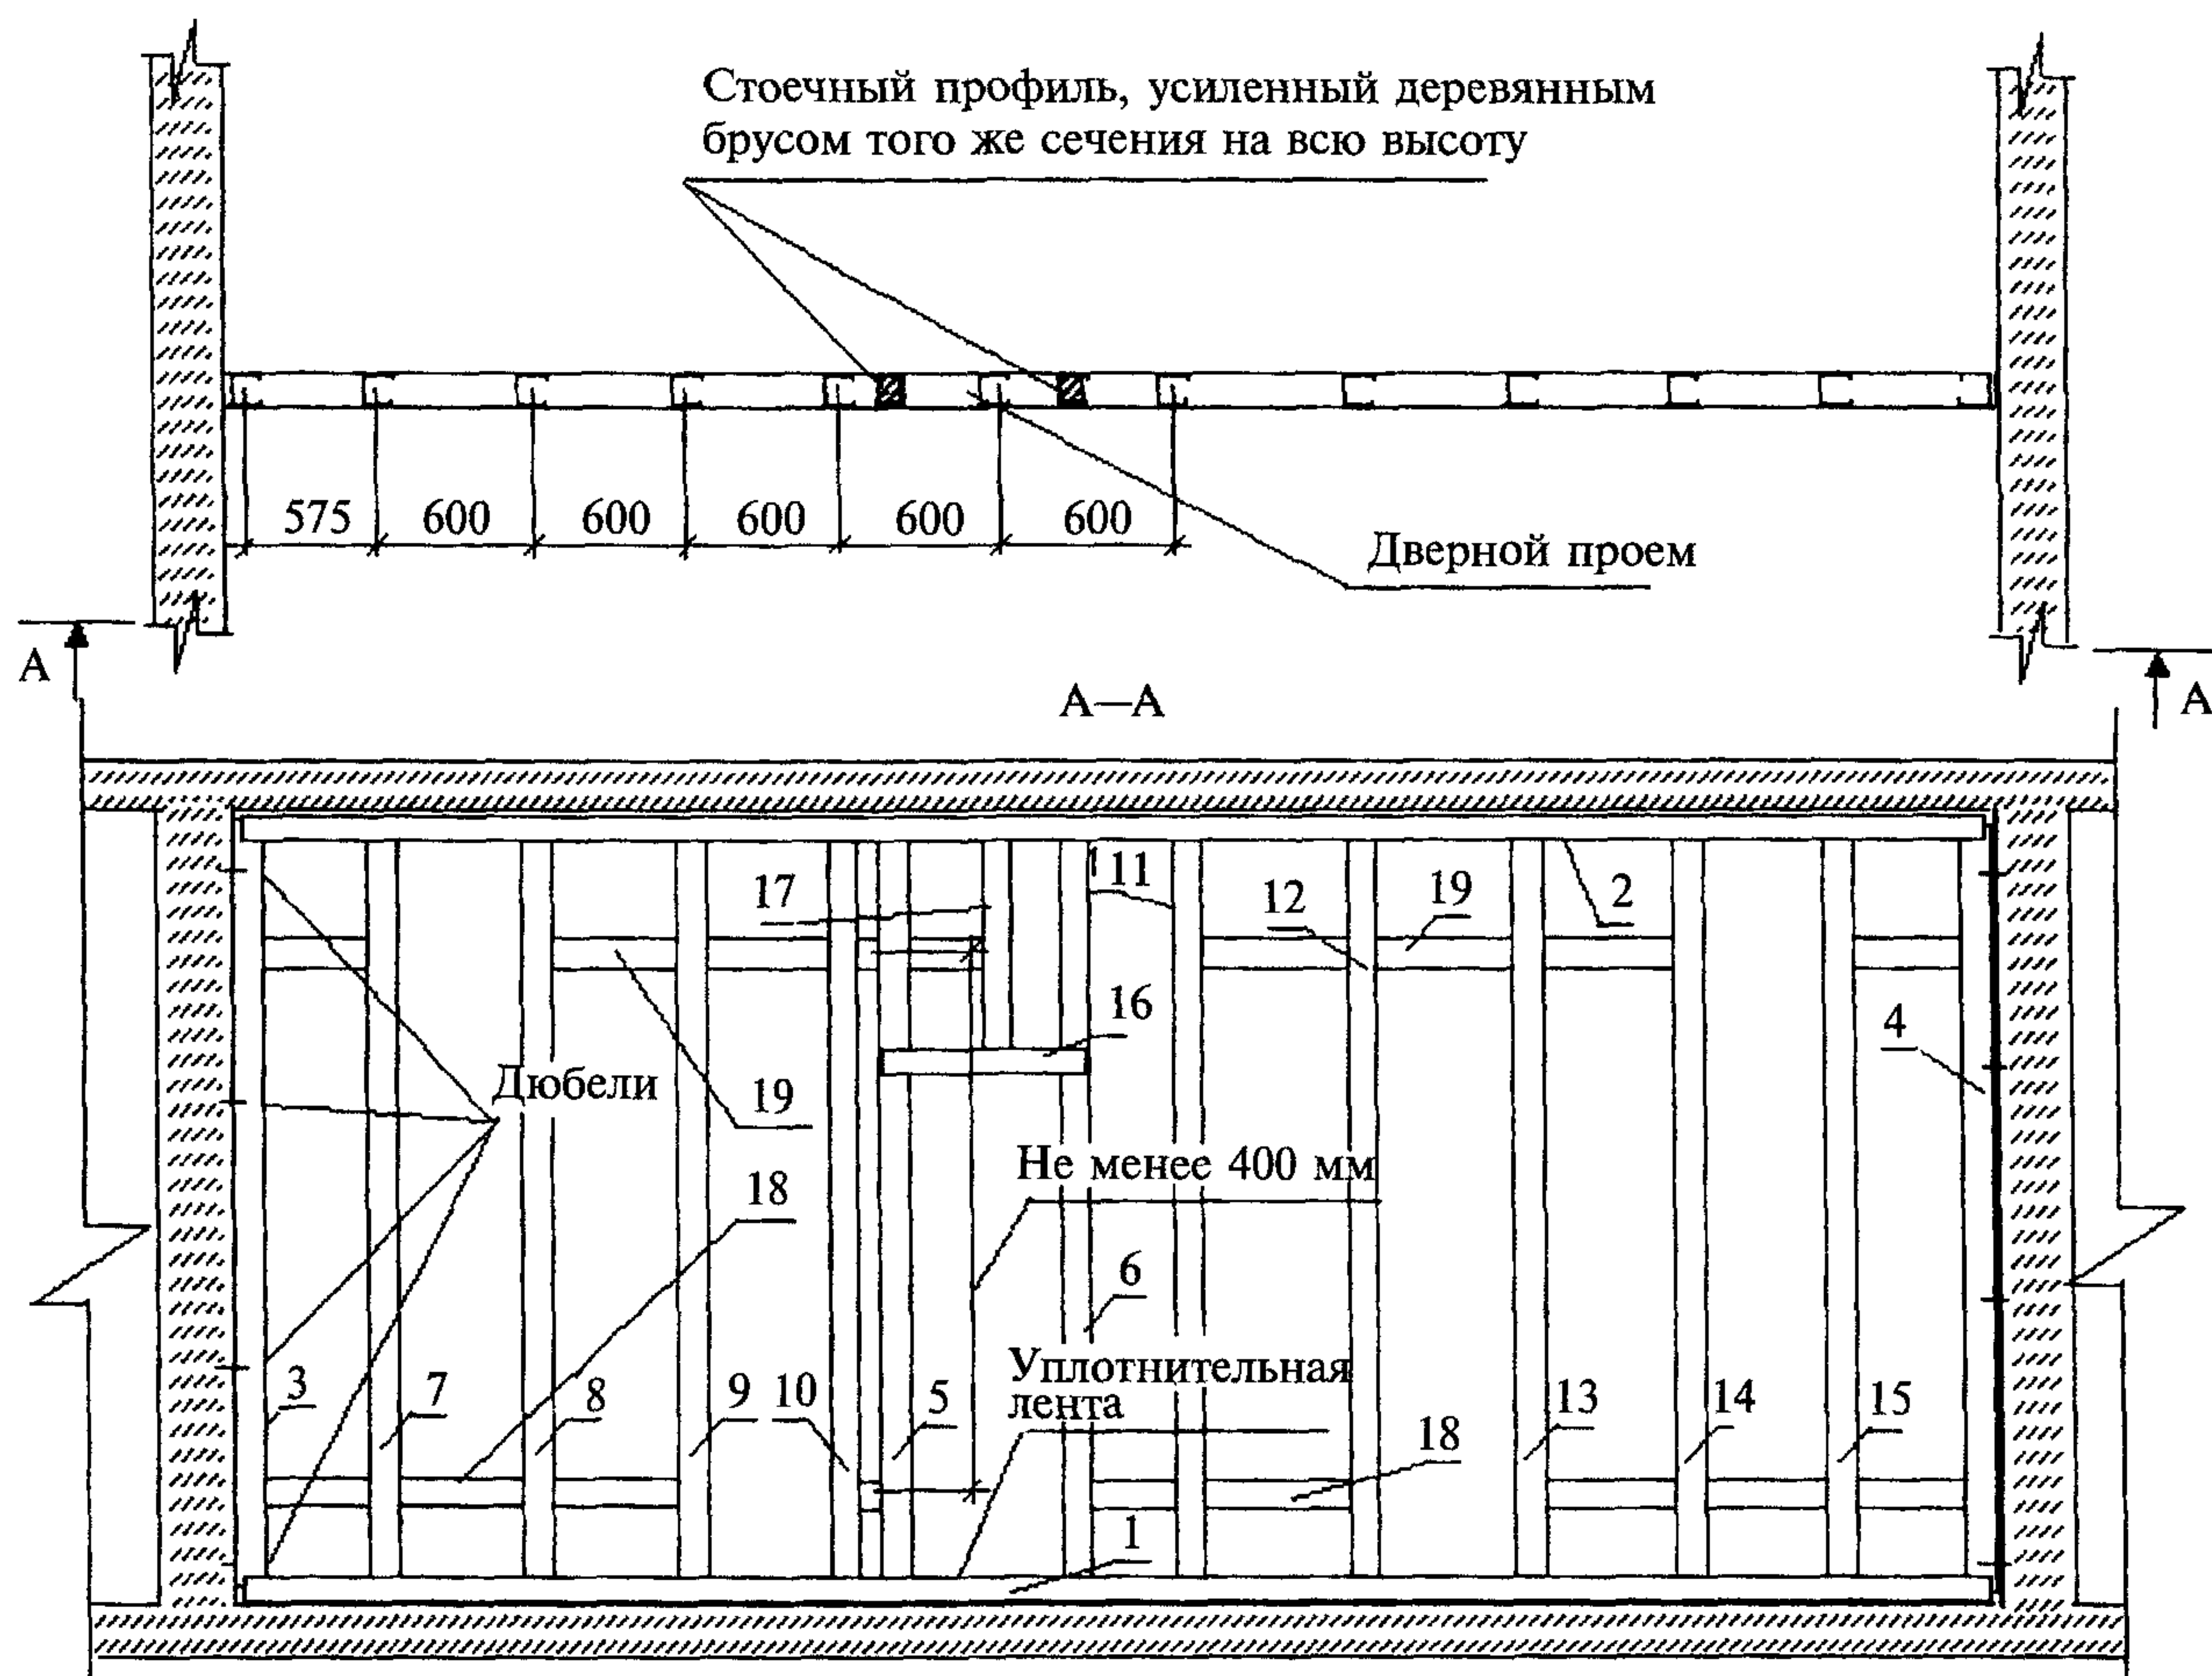 Стоечный профиль, усиленный деревянным
брусом того же сечения на всю высоту
575 600 600 600 600 600
Дверной проем
А А
А—А
17 11 12 19 2
16
4
Дюбели
19
Не менее 400 мм
18
6
Уплотнительная
лента
3 7 8 9 10 5 13 14 15
18
1